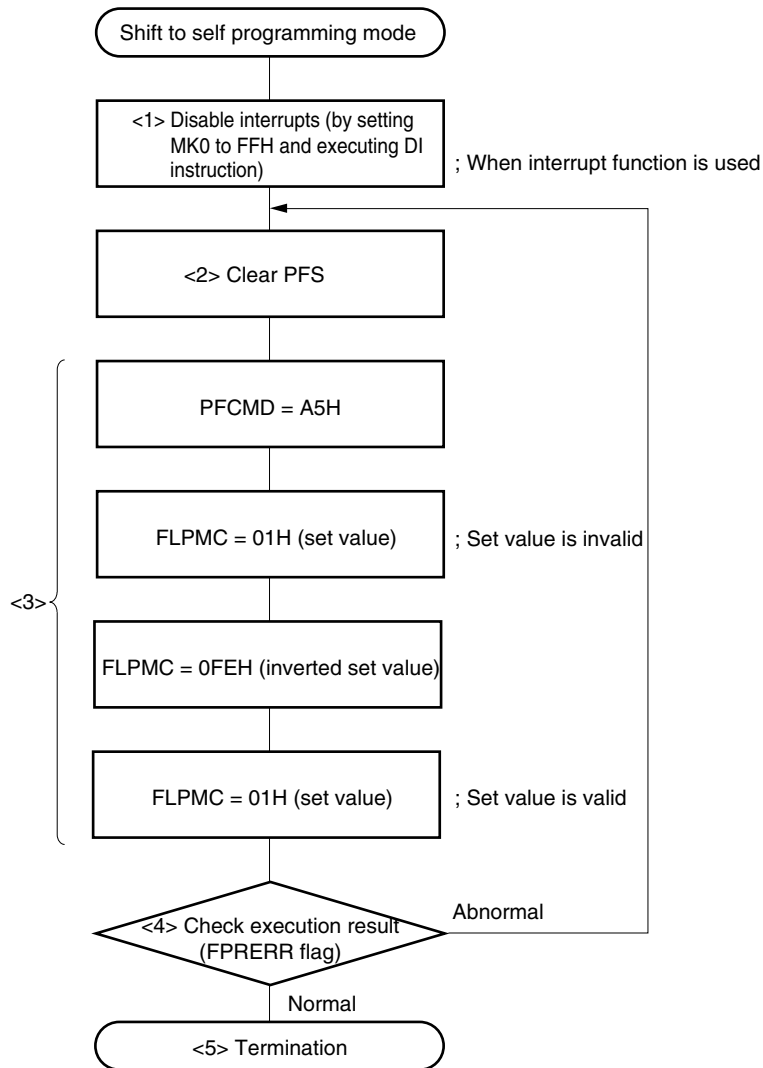 Shift to self programming mode
<1> Disable interrupts (by setting
MK0 to FFH and executing DI
instruction)
; When interrupt function is used
<2> Clear PFS
PFCMD = A5H
FLPMC = 01H (set value)
; Set value is invalid
<3>
FLPMC = 0FEH (inverted set value)
FLPMC = 01H (set value)
; Set value is valid
<4> Check execution result
(FPRERR flag)
Abnormal
Normal
<5> Termination